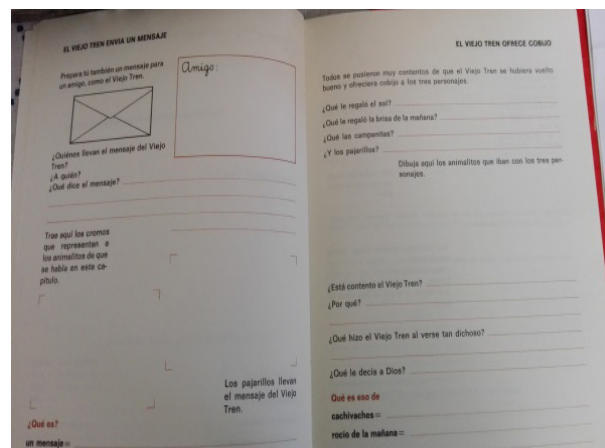 EL VIEJO TREN ENVIA UN MENSAJE
Prepara tú también un mensaje para
un amigo, como el Viejo Tren.
Amigo:
¿Quiénes llevan el mensaje del Viejo
Tren?
¿A quién?
¿Qué dice el mensaje?
Trae aquí los cromos
que representan a
los animalitos de que
se habla en este ca-
pítulo.
Los pajarillos llevan
el mensaje del Viejo
Tren.
¿Qué es?
un mensaje =
EL VIEJO TREN OFRECE COBIJO
Todos se pusieron muy contentos de que el Viejo Tren se hubiera vuelto
bueno y ofreciera cobijo a los tres personajes.
¿Qué le regaló el sol?
¿Qué le regaló la brisa de la mañana?
¿Qué las campanitas?
¿Y los pajarillos?
Dibuja aquí los animalitos que iban con los tres per-
sonajes.
¿Está contento el Viejo Tren?
¿Por qué?
¿Qué hizo el Viejo Tren al verse tan dichoso?
¿Qué le decía a Dios?
Qué es eso de
cachivaches =
rocío de la mañana =